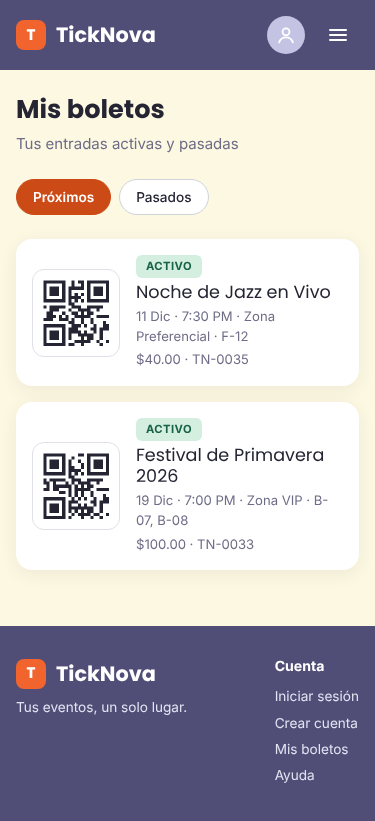 T TickNova
Mis boletos
Tus entradas activas y pasadas
Próximos Pasados
ACTIVO
Noche de Jazz en Vivo
11 Dic · 7:30 PM · Zona
Preferencial · F-12
$40.00 · TN-0035
ACTIVO
Festival de Primavera
2026
19 Dic · 7:00 PM · Zona VIP · B-
07, B-08
$100.00 · TN-0033
T TickNova
Tus eventos, un solo lugar.
Cuenta
Iniciar sesión
Crear cuenta
Mis boletos
Ayuda